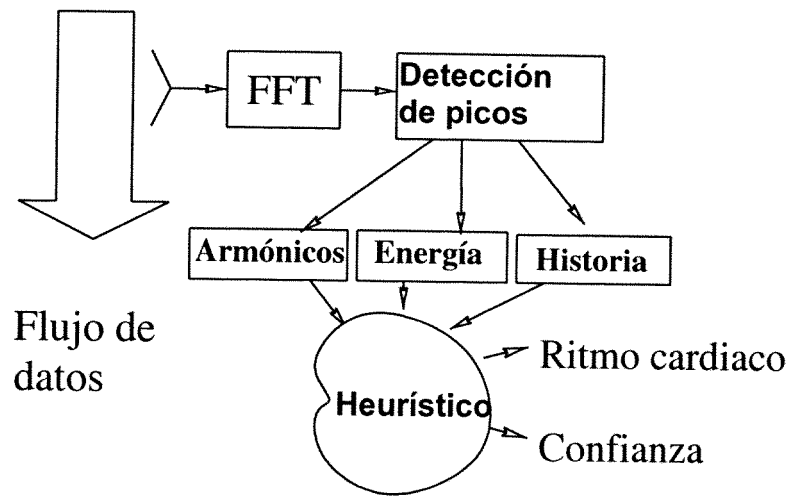 FFT
Detección
de picos
Armónicos
Energía
Historia
Flujo de
datos
Heurístico
Ritmo cardiaco
Confianza